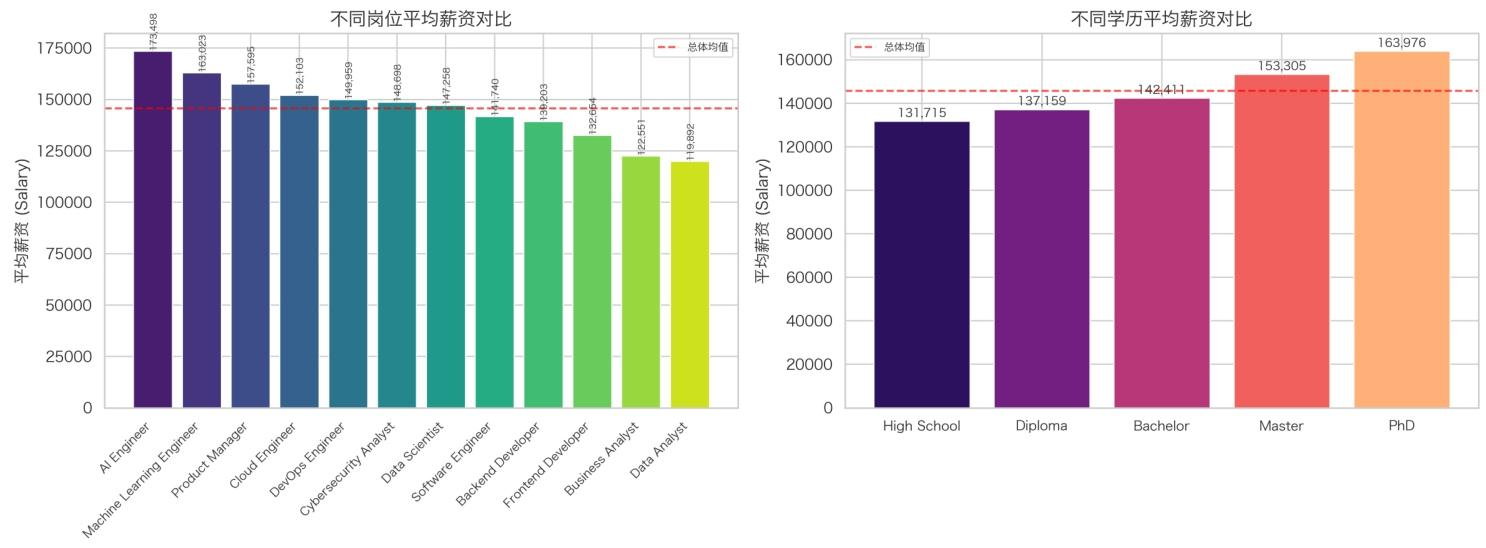 不同岗位平均薪资对比
总体均值
平均薪资 (Salary)
175000
150000
125000
100000
75000
50000
25000
0
173,498
163,023
157,595
152,103
149,959
148,698
147,258
141,740
139,203
132,654
122,551
119,892
AI Engineer
Machine Learning Engineer
Product Manager
Cloud Engineer
DevOps Engineer
Cybersecurity Analyst
Data Scientist
Software Engineer
Backend Developer
Frontend Developer
Business Analyst
Data Analyst
不同学历平均薪资对比
总体均值
平均薪资 (Salary)
160000
140000
120000
100000
80000
60000
40000
20000
0
131,715
137,159
142,411
153,305
163,976
High School
Diploma
Bachelor
Master
PhD